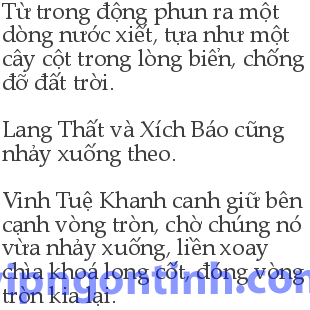 Từ trong động phun ra một
dòng nước xiết, tựa như một
cây cột trong lòng biển, chống
đỡ đất trời.
Lang Thất và Xích Báo cũng
nhảy xuống theo.
Vinh Tuệ Khanh canh giữ bên
cạnh vòng tròn, chờ chúng nó
vừa nhảy xuống, liền xoay
chìa khoá long cốt, đóng vòng
tròn kia lại.